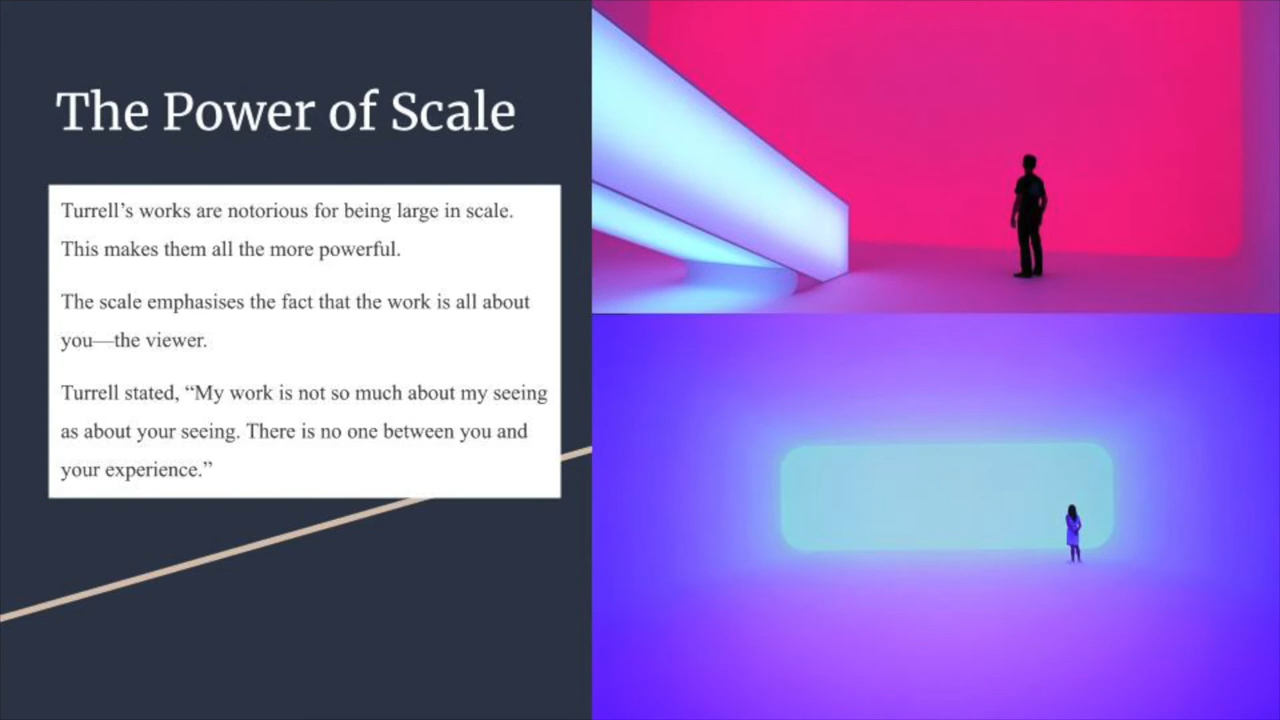 The Power of Scale
Turrell’s works are notorious for being large in scale.
This makes them all the more powerful.
The scale emphasises the fact that the work is all about
you—the viewer.
Turrell stated, “My work is not so much about my seeing
as about your seeing. There is no one between you and
your experience.”